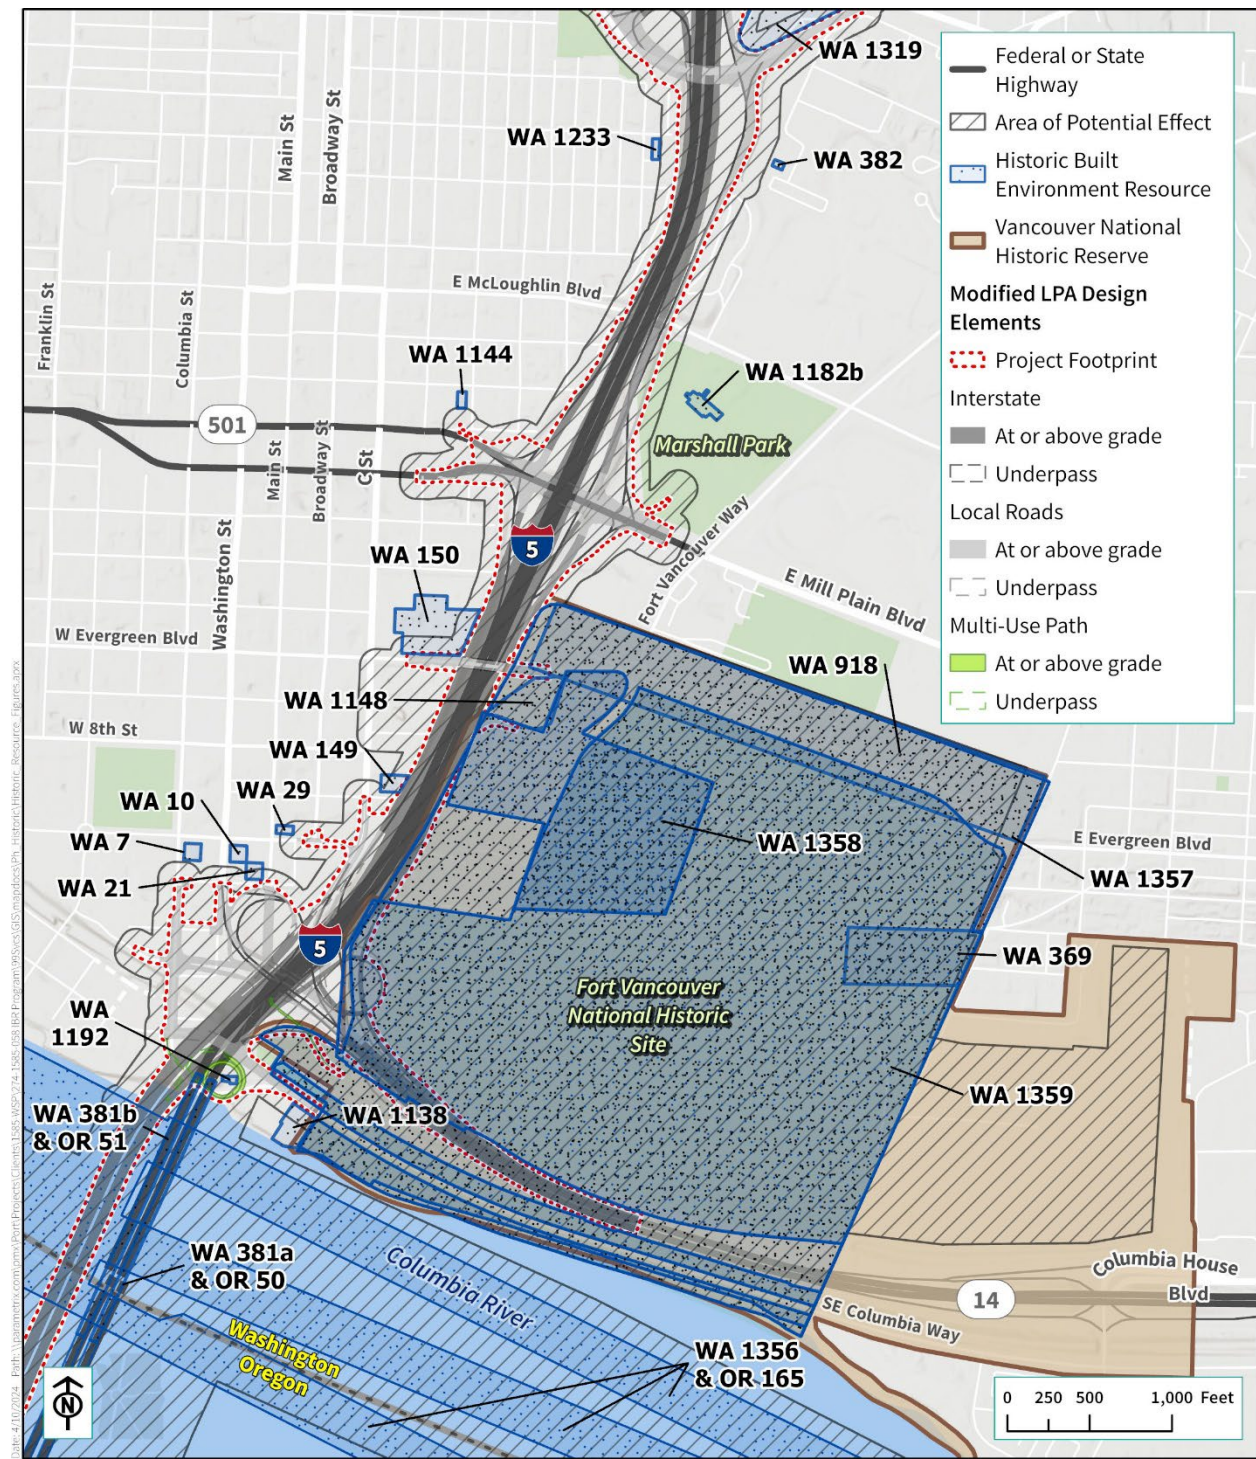 WA 1319
WA 1233
WA 382
Main St
Broadway St
E McLoughlin Blvd
Franklin St
Columbia St
WA 1144
WA 1182b
501
Marshall Park
Main St
Broadway St
C St
Washington St
5
WA 150
Fort Vancouver Way
E Mill Plain Blvd
W Evergreen Blvd
WA 918
WA 1148
W 8th St
WA 149
WA 29
WA 10
WA 7
WA 21
WA 1358
E Evergreen Blvd
WA 1357
5
WA 369
Fort Vancouver
National Historic
Site
WA
1192
WA 1359
WA 381b
& OR 51
WA 1138
WA 381a
& OR 50
Columbia River
Columbia House
Blvd
14
SE Columbia Way
Washington
Oregon
WA 1356
& OR 165
N
0 250 500 1,000 Feet
Federal or State
Highway
Area of Potential Effect
Historic Built
Environment Resource
Vancouver National
Historic Reserve
Modified LPA Design
Elements
Project Footprint
Interstate
At or above grade
Underpass
Local Roads
At or above grade
Underpass
Multi-Use Path
At or above grade
Underpass
Date: 4/10/2024